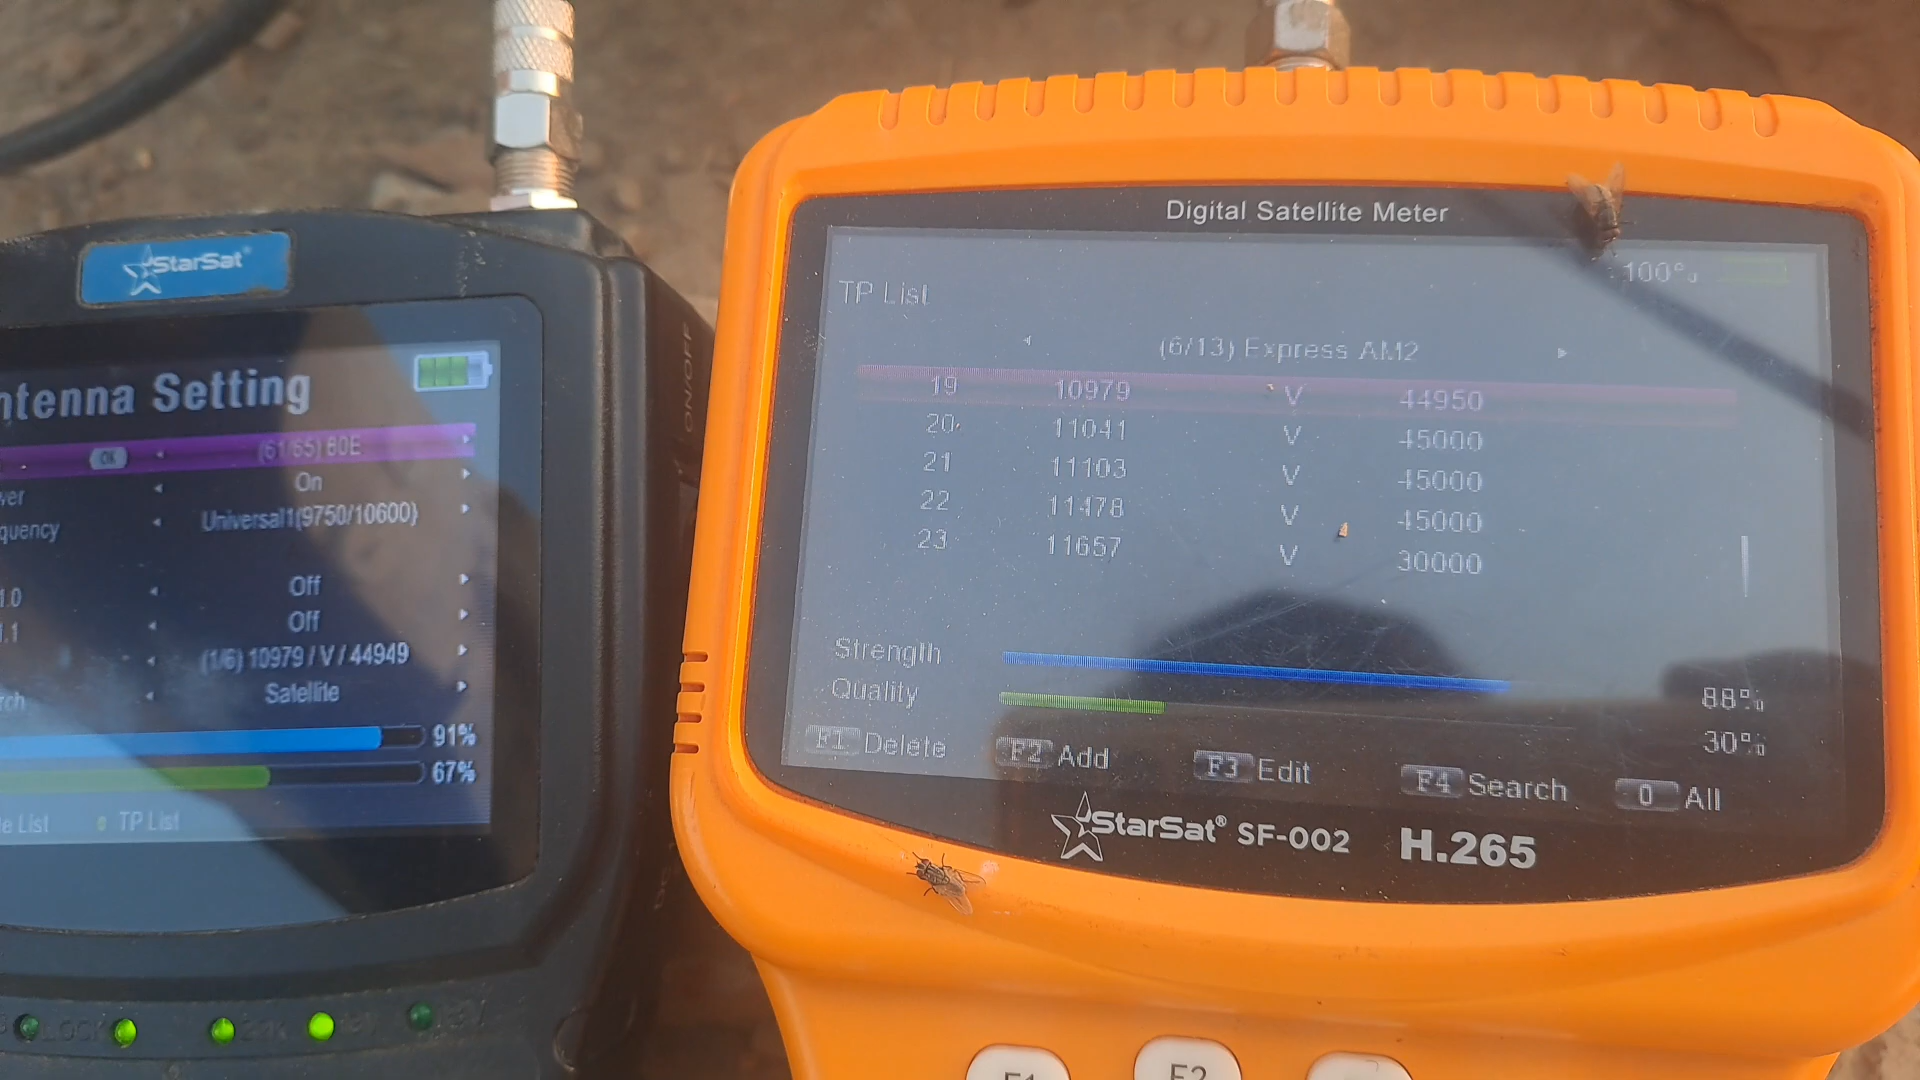 StarSat®
ntenna Setting
OK (61/65) 80E
ver On
quency Universal1(9750/10600)
1.0 Off
1.1 Off
(1/6) 10979 / V / 44949
rch Satellite
91%
67%
le List TP List
ON/OFF
LOCK
Digital Satellite Meter
100%
TP List
(6/13) Express AM2
19 10979 V 44950
20 11041 V 45000
21 11103 V 45000
22 11478 V 45000
23 11657 V 30000
Strength 88%
Quality 30%
F1 Delete F2 Add F3 Edit F4 Search 0 All
StarSat® SF-002 H.265
F1 F2